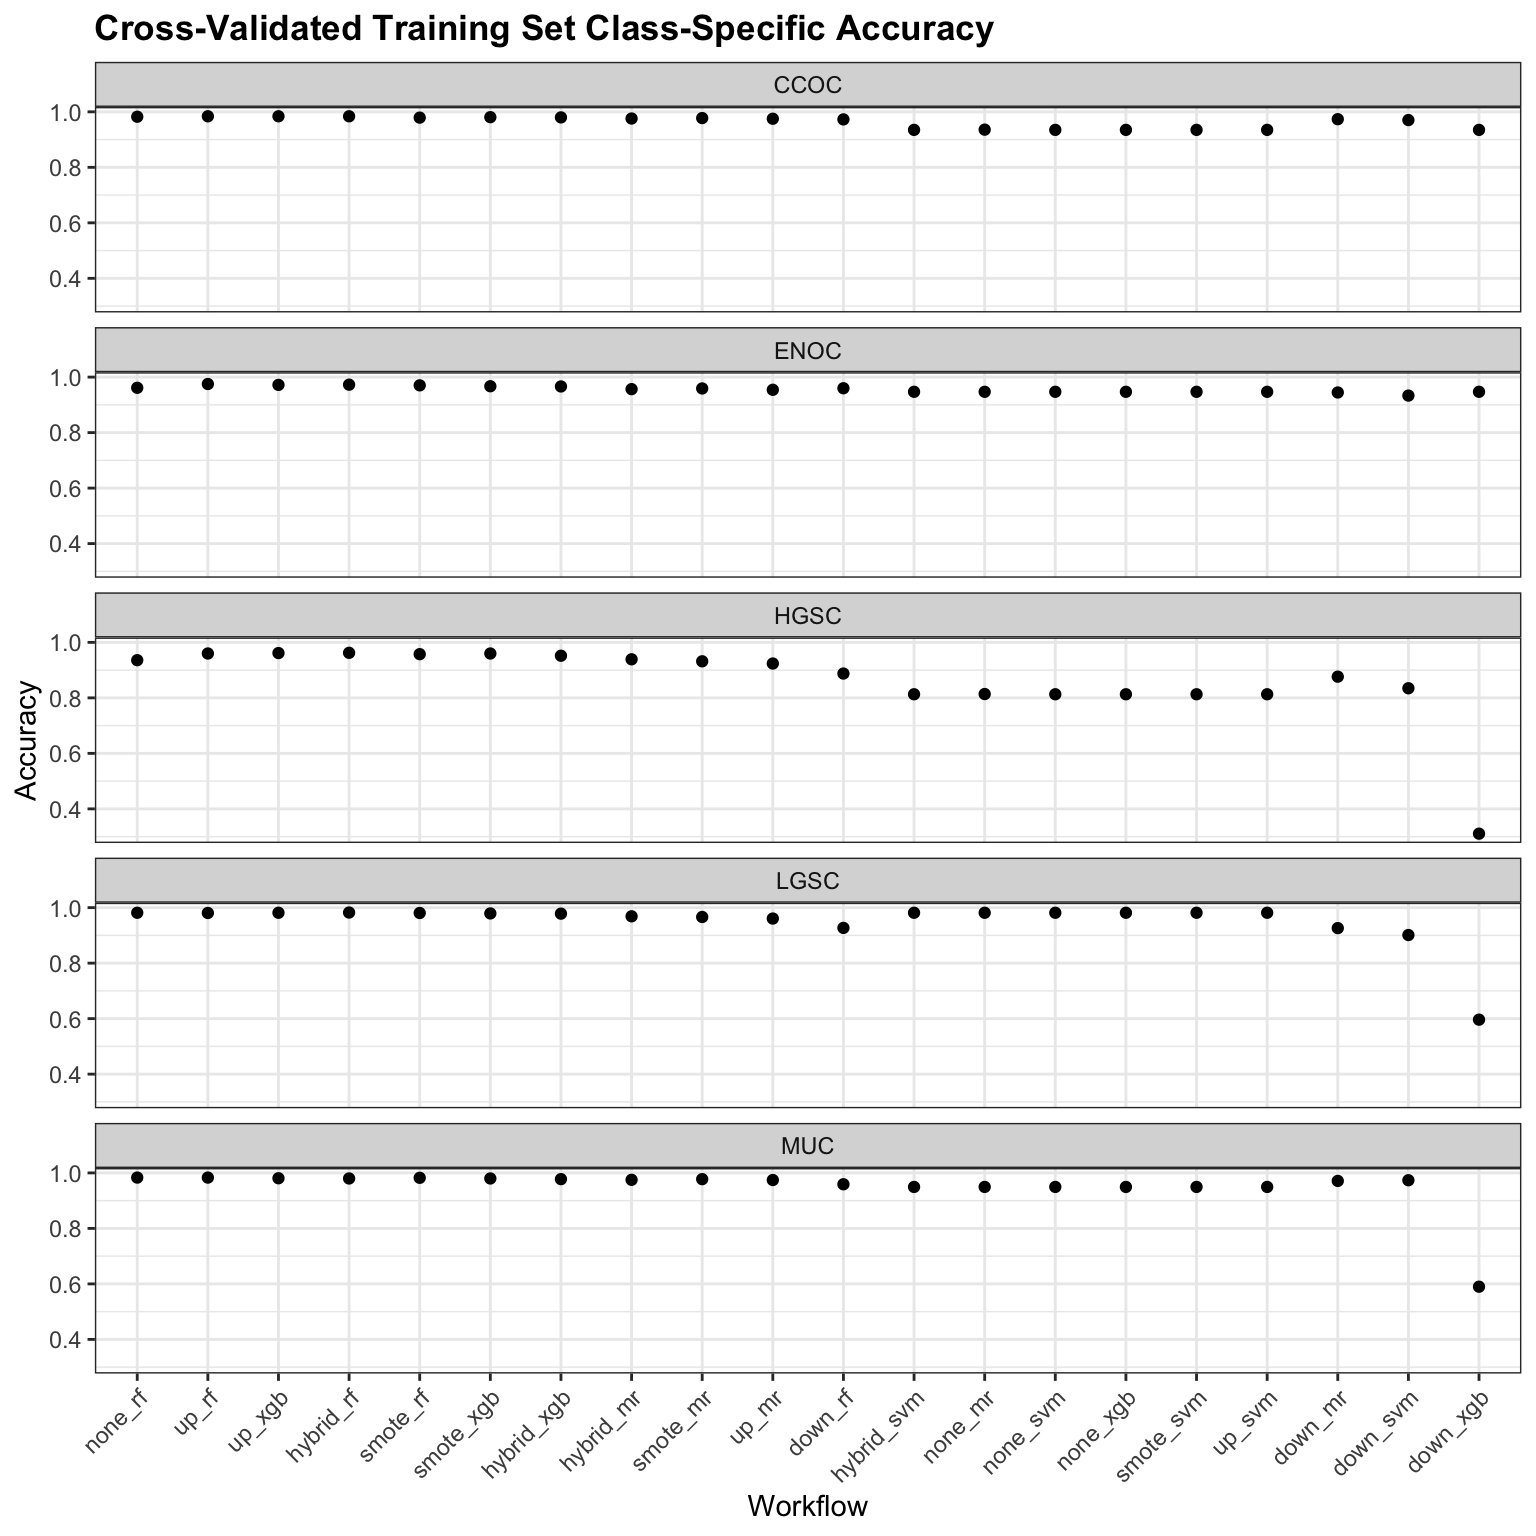 Cross-Validated Training Set Class-Specific Accuracy
CCOC
1.0
0.8
0.6
0.4
ENOC
1.0
0.8
0.6
0.4
HGSC
1.0
0.8
0.6
0.4
LGSC
1.0
0.8
0.6
0.4
MUC
1.0
0.8
0.6
0.4
Accuracy
none_rf
up_rf
up_xgb
hybrid_rf
smote_rf
smote_xgb
hybrid_xgb
hybrid_mr
smote_mr
up_mr
down_rf
hybrid_svm
none_mr
none_svm
none_xgb
smote_svm
up_svm
down_mr
down_svm
down_xgb
Workflow